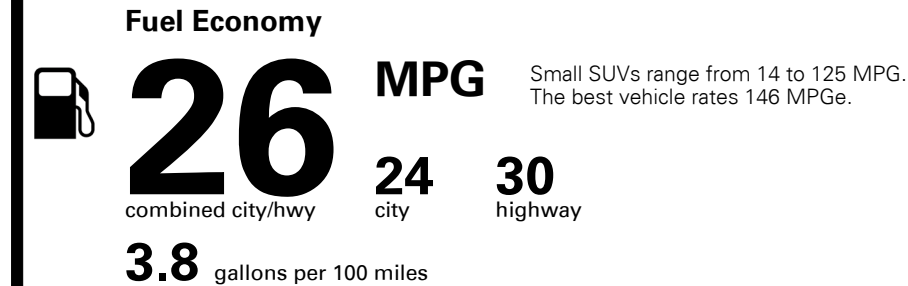 Fuel Economy
26 MPG
Small SUVs range from 14 to 125 MPG.
The best vehicle rates 146 MPGe.
combined city/hwy
24
city
30
highway
3.8 gallons per 100 miles